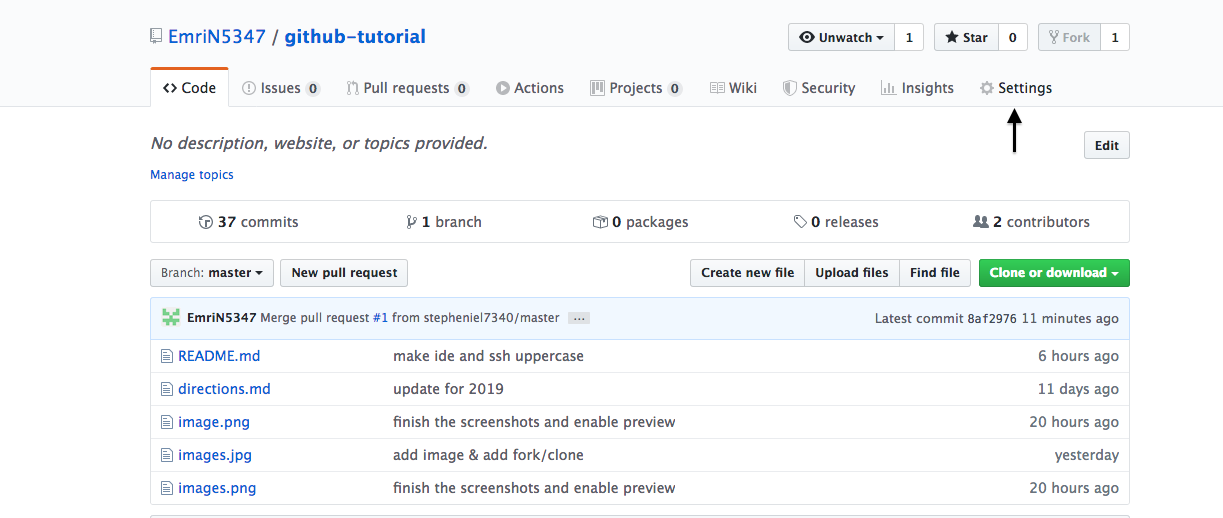 EmriN5347 / github-tutorial
Unwatch 1 Star 0 Fork 1
Code Issues 0 Pull requests 0 Actions Projects 0 Wiki Security Insights Settings
No description, website, or topics provided. Edit
Manage topics
37 commits 1 branch 0 packages 0 releases 2 contributors
Branch: master New pull request Create new file Upload files Find file Clone or download
EmriN5347 Merge pull request #1 from stepheniel7340/master ... Latest commit 8af2976 11 minutes ago
README.md make ide and ssh uppercase 6 hours ago
directions.md update for 2019 11 days ago
image.png finish the screenshots and enable preview 20 hours ago
images.jpg add image & add fork/clone yesterday
images.png finish the screenshots and enable preview 20 hours ago